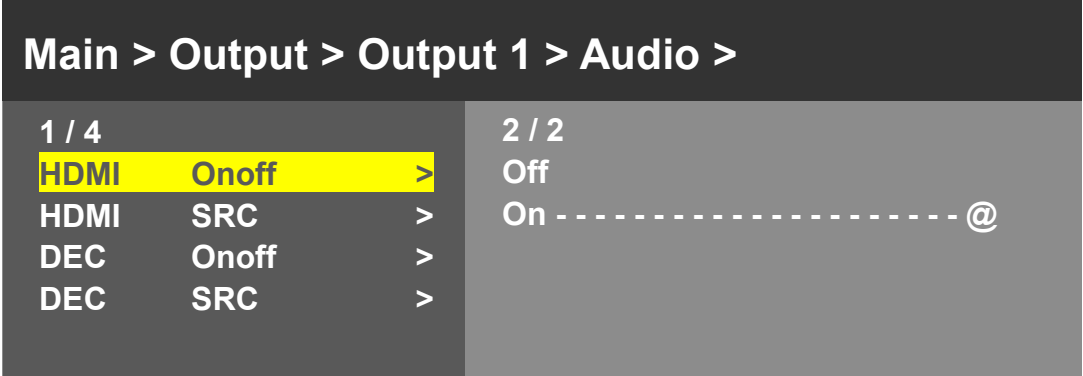 Main > Output > Output 1 > Audio >
1 / 4
HDMI Onoff >
HDMI SRC >
DEC Onoff >
DEC SRC >
2 / 2
Off
On - - - - - - - - - - - - - - - - - - - - - @